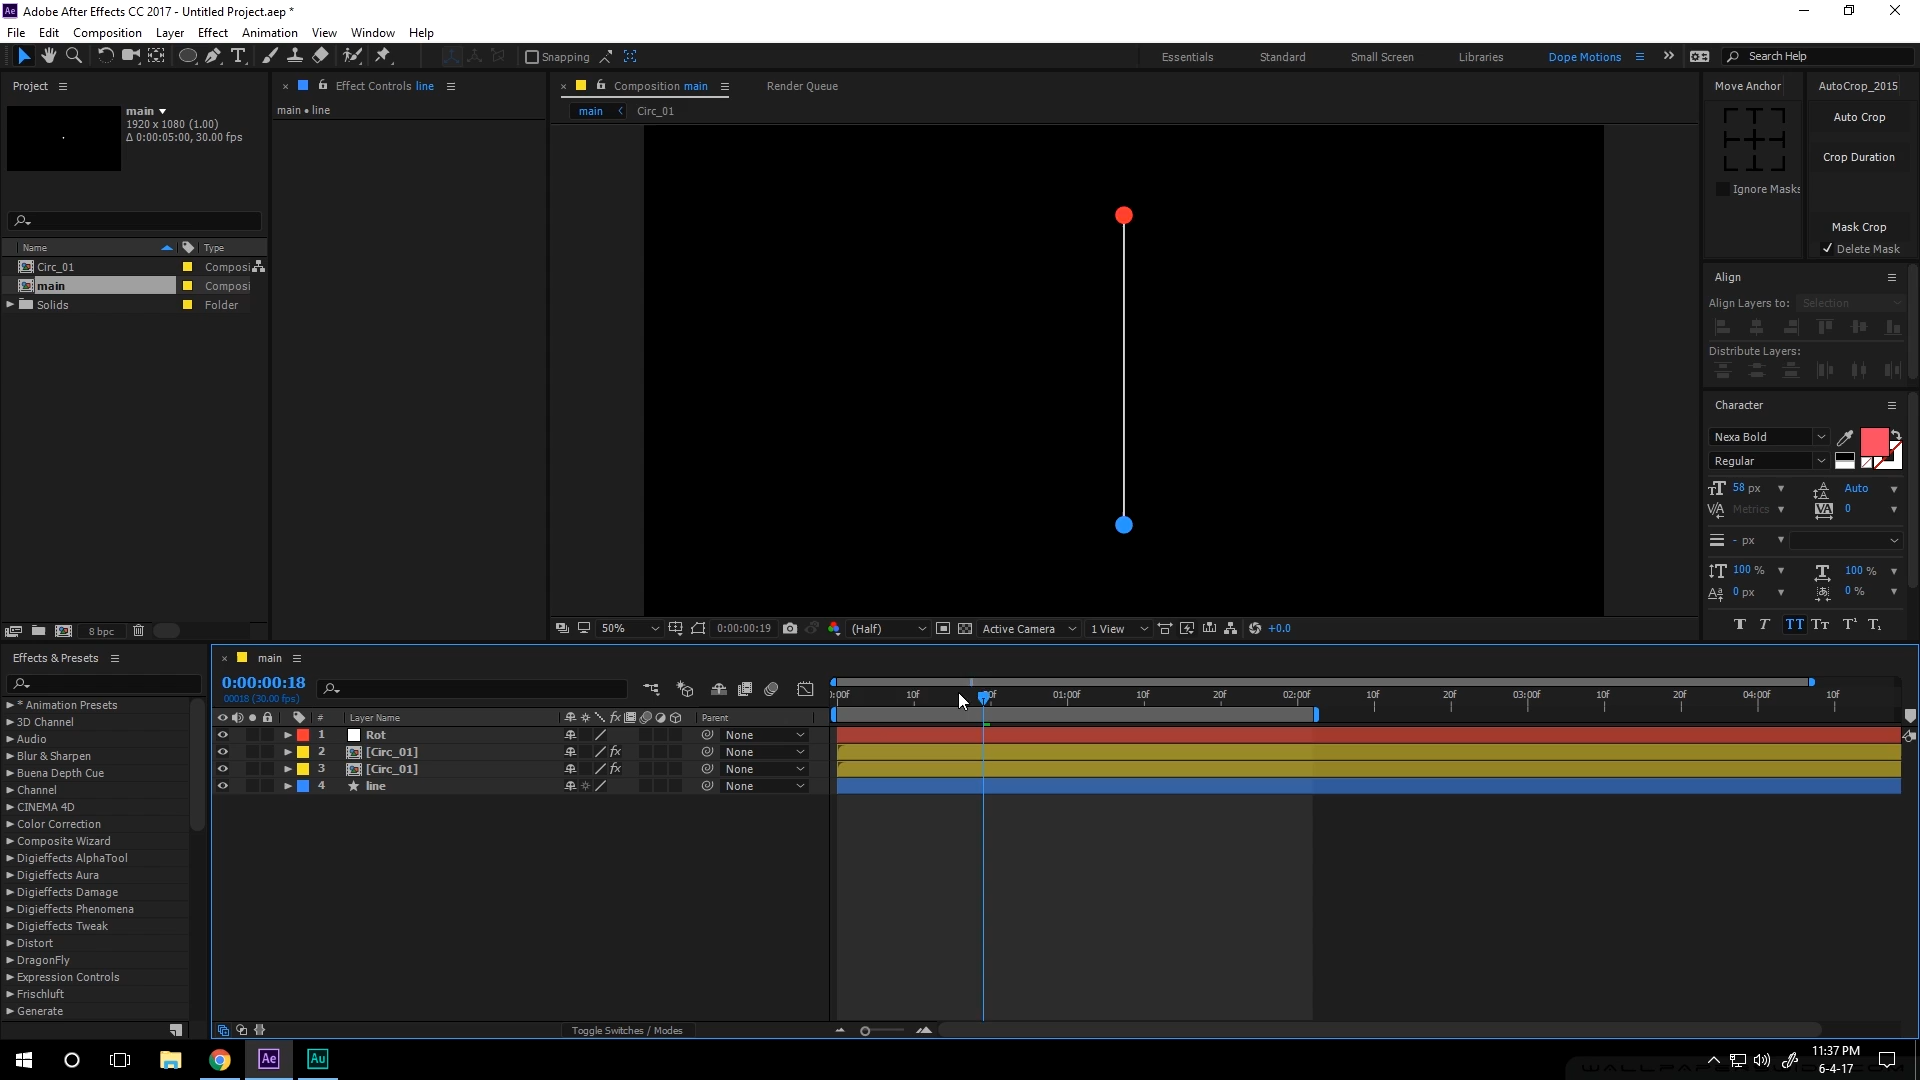 Adobe After Effects CC 2017 - Untitled Project.aep *
File Edit Composition Layer Effect Animation View Window Help
Snapping Essentials Standard Small Screen Libraries Dope Motions Search Help
Project
main
1920 x 1080 (1.00)
Δ 0:00:05:00, 30.00 fps)
Name Type
Circ_01 Composi
main Composi
Solids Folder
8 bpc
Effect Controls line
main • line
Composition main Render Queue
main Circ_01
50% 0:00:00:19 (Half) Active Camera 1 View +0.0
Move Anchor AutoCrop_2015
Auto Crop
Crop Duration
Ignore Masks
Mask Crop
Delete Mask
Align
Align Layers to: Selection
Distribute Layers:
Character
Nexa Bold
Regular
58 px Auto
Metrics 0
- px
100 % 100 %
0 px 0 %
Effects & Presets
* Animation Presets
3D Channel
Audio
Blur & Sharpen
Buena Depth Cue
Channel
CINEMA 4D
Color Correction
Composite Wizard
Digieffects AlphaTool
Digieffects Aura
Digieffects Damage
Digieffects Phenomena
Digieffects Tweak
Distort
DragonFly
Expression Controls
Frischluft
Generate
main
0:00:00:18
00018 (30.00 fps)
):00f 10f 01:00f 10f 20f 02:00f 10f 20f 03:00f 10f 20f 04:00f 10f
# Layer Name Parent
1 Rot None
2 [Circ_01] None
3 [Circ_01] None
4 line None
Toggle Switches / Modes
Ae Au
11:37 PM
6-4-17